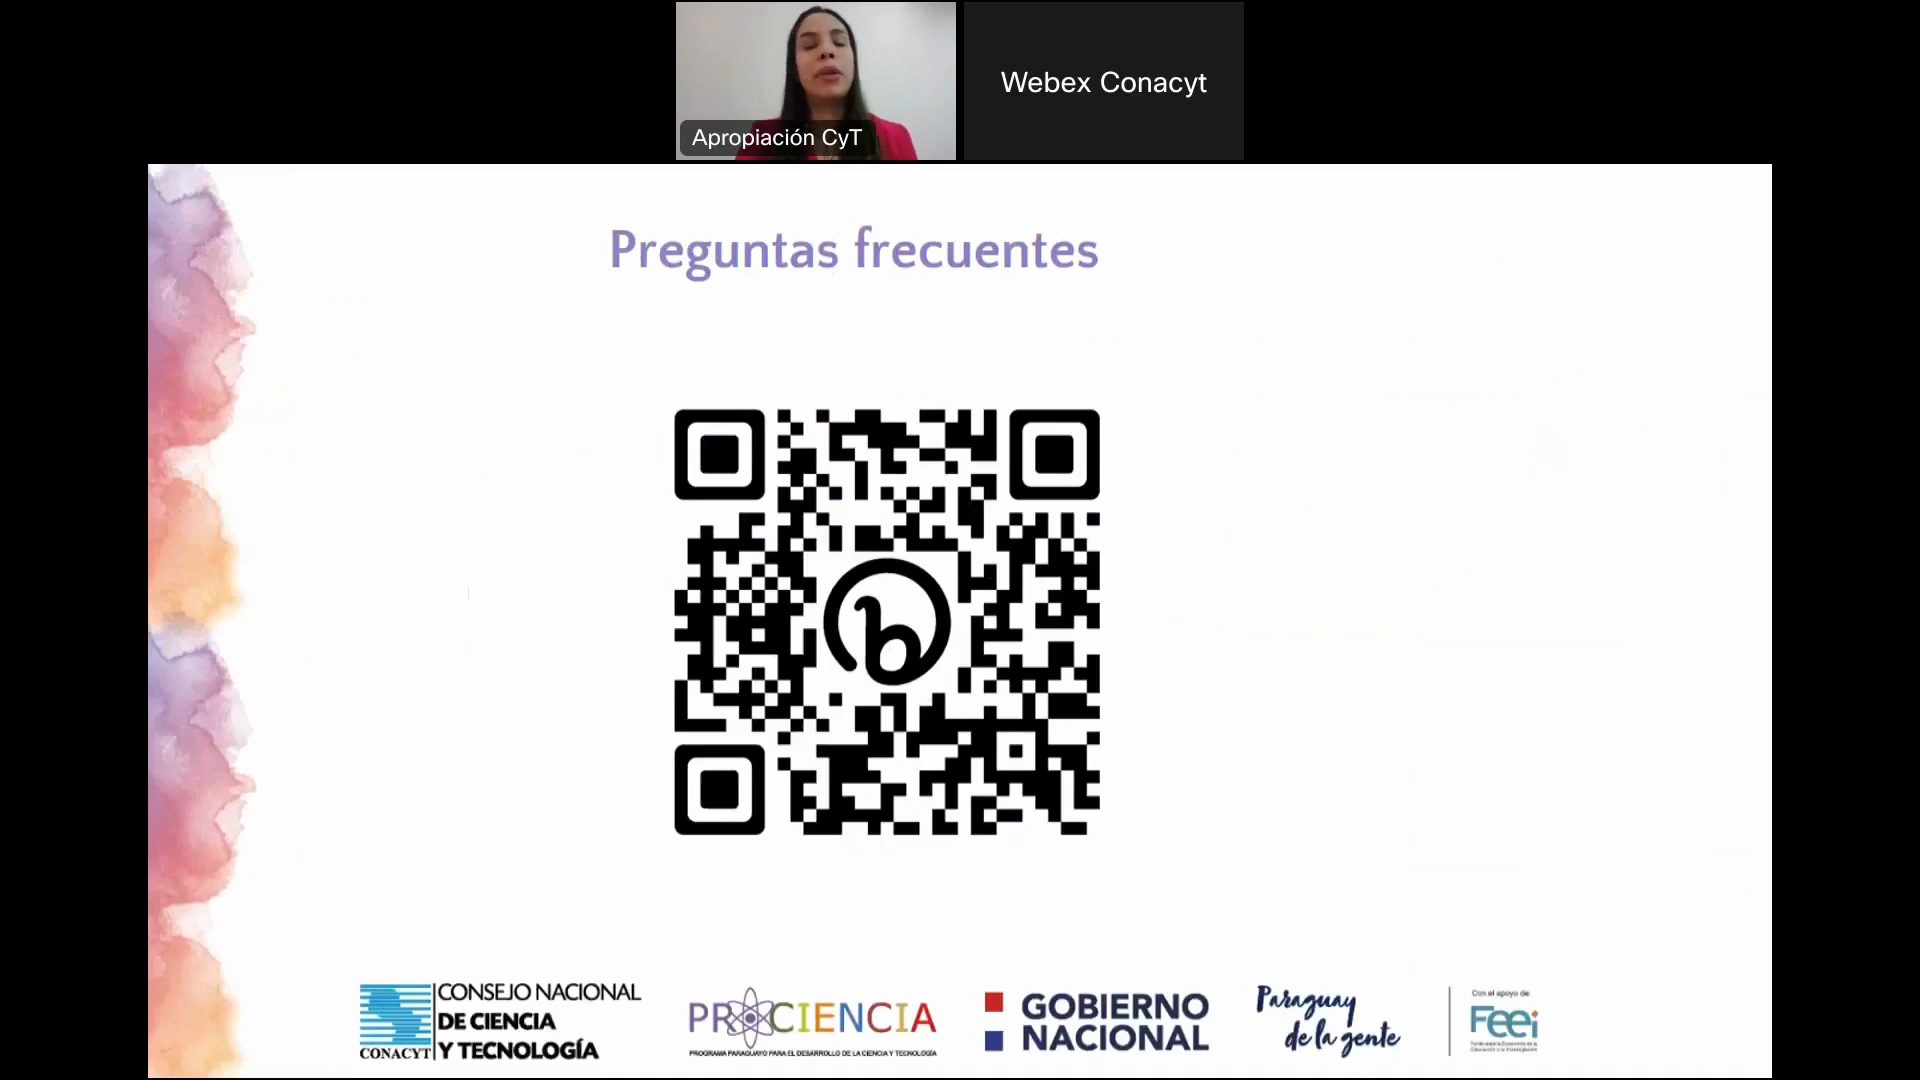 Apropiación CyT
Webex Conacyt
Preguntas frecuentes
b
CONACYT
CONSEJO NACIONAL
DE CIENCIA
Y TECNOLOGÍA
PROCIENCIA
PROGRAMA PARAGUAYO PARA EL DESARROLLO DE LA CIENCIA Y TECNOLOGÍA
GOBIERNO
NACIONAL
Paraguay
de la gente
Con el apoyo de:
Feei